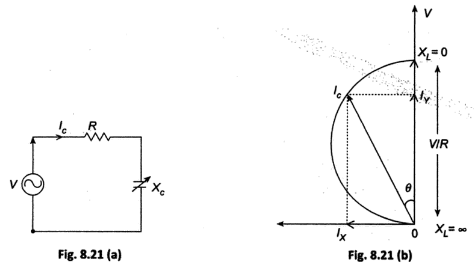 I_C
R
V
X_C
Fig. 8.21 (a)
V
X_L = 0
I_C
I_Y
V/R
θ
I_X
0
X_L = ∞
Fig. 8.21 (b)